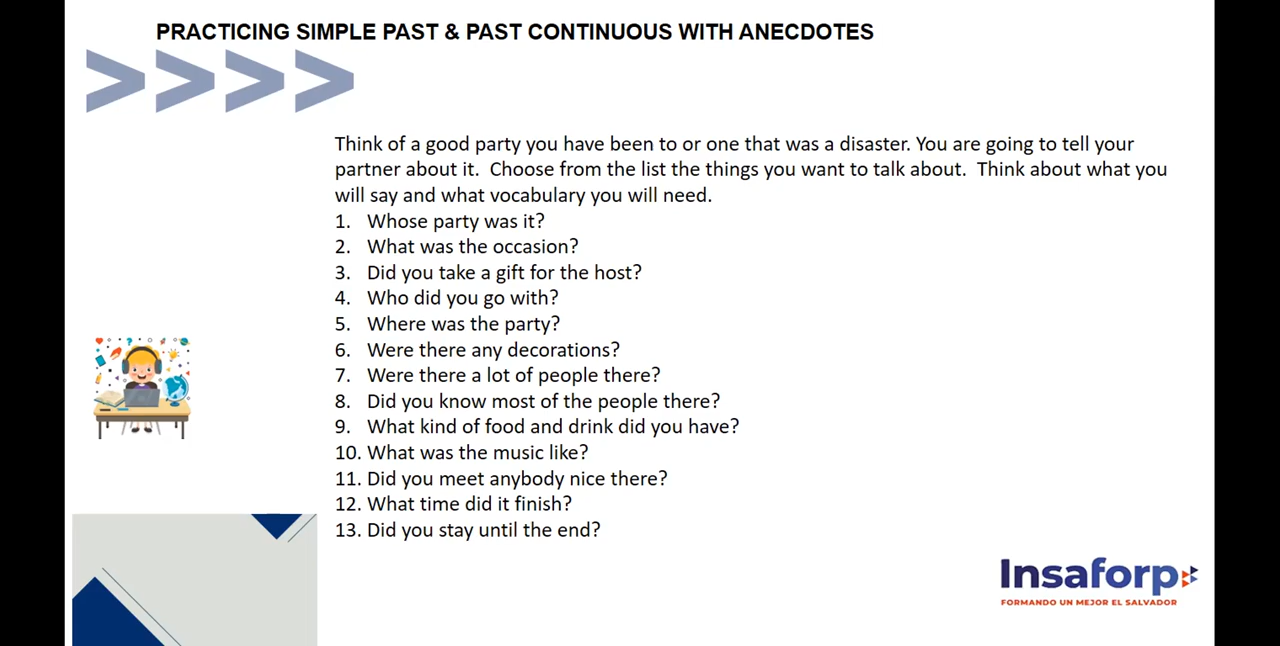 PRACTICING SIMPLE PAST & PAST CONTINUOUS WITH ANECDOTES
Think of a good party you have been to or one that was a disaster. You are going to tell your
partner about it.  Choose from the list the things you want to talk about.  Think about what you
will say and what vocabulary you will need.
1. Whose party was it?
2. What was the occasion?
3. Did you take a gift for the host?
4. Who did you go with?
5. Where was the party?
6. Were there any decorations?
7. Were there a lot of people there?
8. Did you know most of the people there?
9. What kind of food and drink did you have?
10. What was the music like?
11. Did you meet anybody nice there?
12. What time did it finish?
13. Did you stay until the end?
Insaforp
FORMANDO UN MEJOR EL SALVADOR